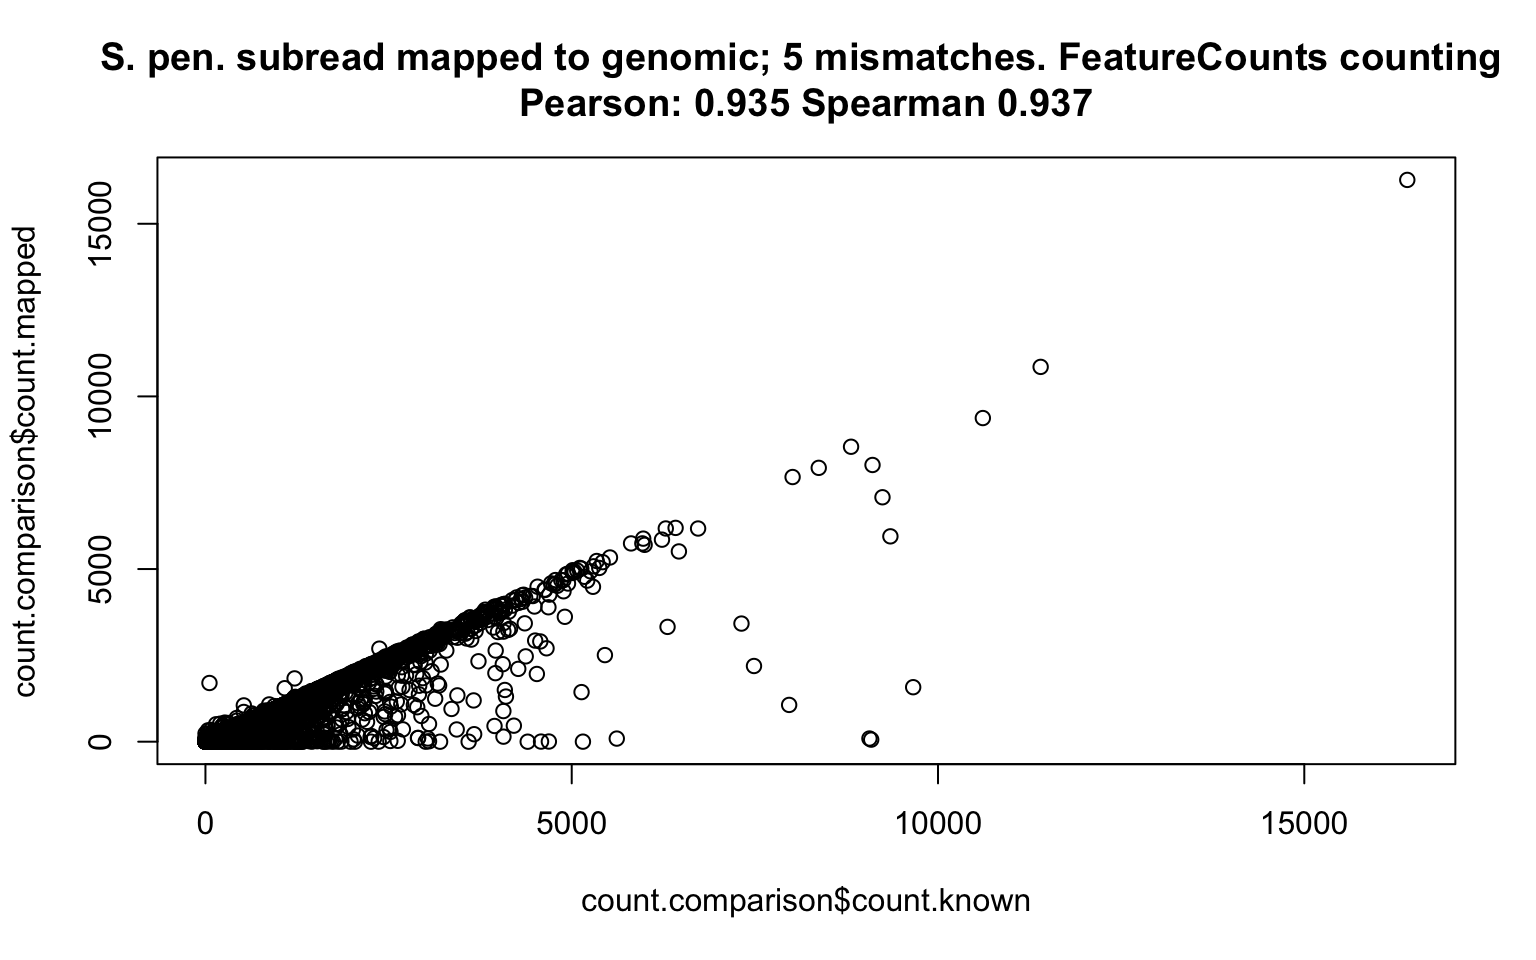 S. pen. subread mapped to genomic; 5 mismatches. FeatureCounts counting
Pearson: 0.935 Spearman 0.937
count.comparison$count.mapped
15000
10000
5000
0
0 5000 10000 15000
count.comparison$count.known